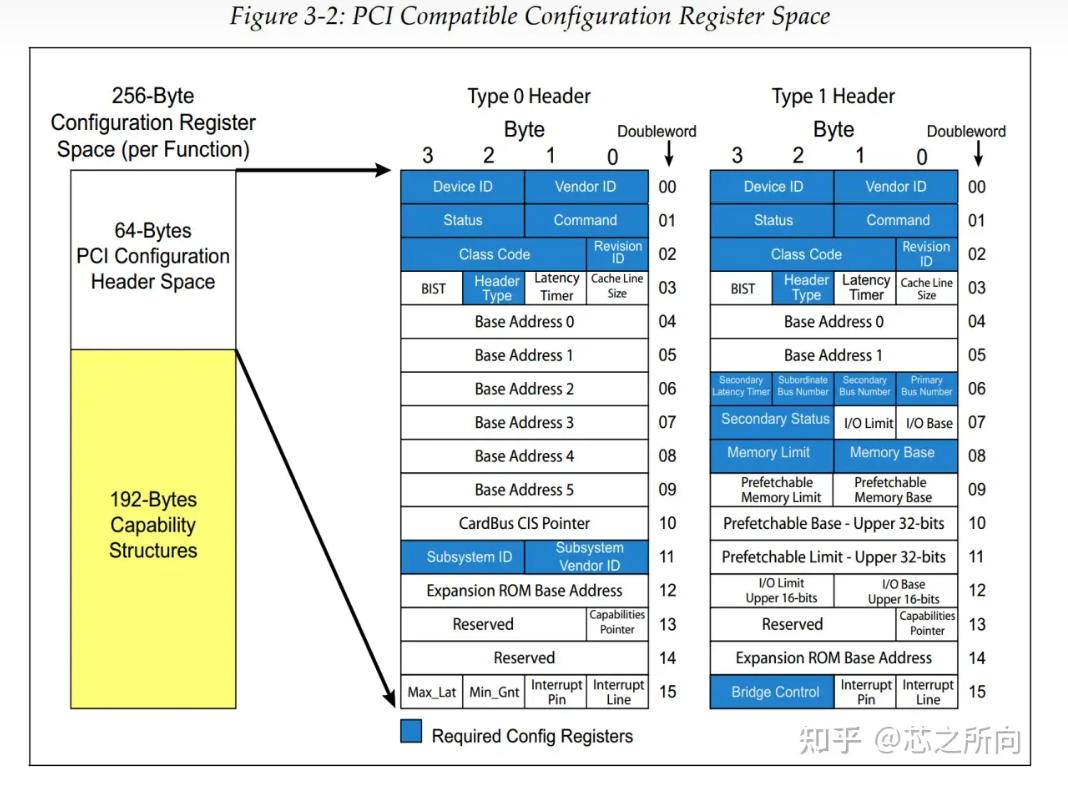 Figure 3-2: PCI Compatible Configuration Register Space
256-Byte
Configuration Register
Space (per Function)
64-Bytes
PCI Configuration
Header Space
192-Bytes
Capability
Structures
Type 0 Header
Byte
Doubleword
3 2 1 0
Device ID Vendor ID 00
Status Command 01
Class Code Revision ID 02
BIST Header Type Latency Timer Cache Line Size 03
Base Address 0 04
Base Address 1 05
Base Address 2 06
Base Address 3 07
Base Address 4 08
Base Address 5 09
CardBus CIS Pointer 10
Subsystem ID Subsystem Vendor ID 11
Expansion ROM Base Address 12
Reserved Capabilities Pointer 13
Reserved 14
Max_Lat Min_Gnt Interrupt Pin Interrupt Line 15
Type 1 Header
Byte
Doubleword
3 2 1 0
Device ID Vendor ID 00
Status Command 01
Class Code Revision ID 02
BIST Header Type Latency Timer Cache Line Size 03
Base Address 0 04
Base Address 1 05
Secondary Latency Timer Subordinate Bus Number Secondary Bus Number Primary Bus Number 06
Secondary Status I/O Limit I/O Base 07
Memory Limit Memory Base 08
Prefetchable Memory Limit Prefetchable Memory Base 09
Prefetchable Base - Upper 32-bits 10
Prefetchable Limit - Upper 32-bits 11
I/O Limit Upper 16-bits I/O Base Upper 16-bits 12
Reserved Capabilities Pointer 13
Expansion ROM Base Address 14
Bridge Control Interrupt Pin Interrupt Line 15
Required Config Registers
知乎 @芯之所向